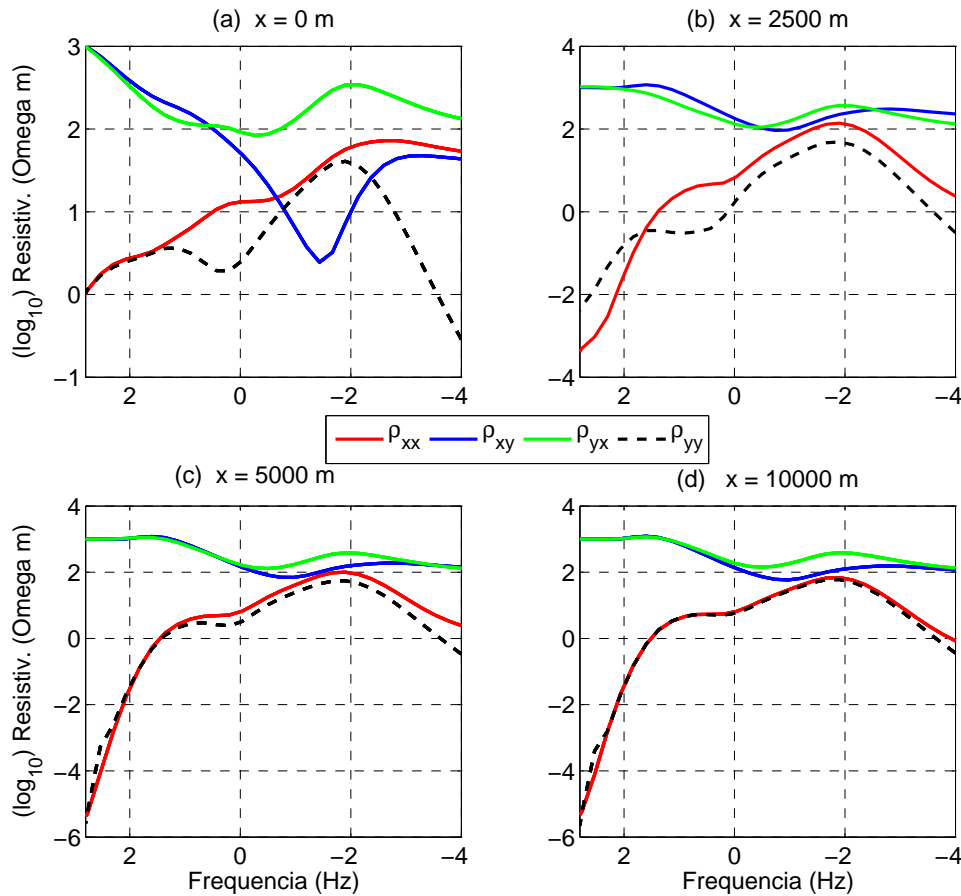 (a) x = 0 m
(b) x = 2500 m
(log10) Resistiv. (Omega m)
3
2
1
0
−1
2 0 −2 −4
4
2
0
−2
−4
2 0 −2 −4
ρxx ρxy ρyx ρyy
(c) x = 5000 m
(d) x = 10000 m
(log10) Resistiv. (Omega m)
4
2
0
−2
−4
−6
2 0 −2 −4
Frequencia (Hz)
4
2
0
−2
−4
−6
2 0 −2 −4
Frequencia (Hz)